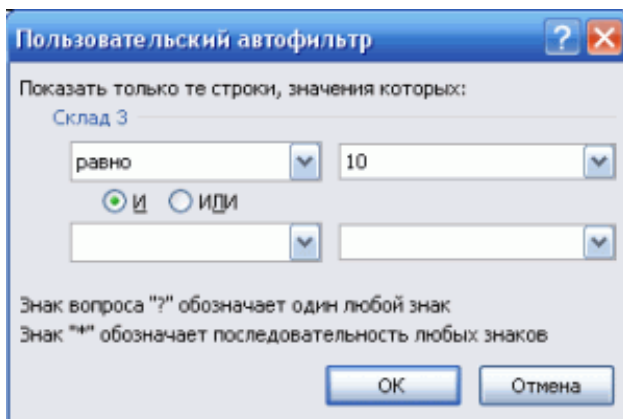 Пользовательский автофильтр
Показать только те строки, значения которых:
Склад 3
равно 10
И ИЛИ
Знак вопроса "?" обозначает один любой знак
Знак "*" обозначает последовательность любых знаков
ОК Отмена